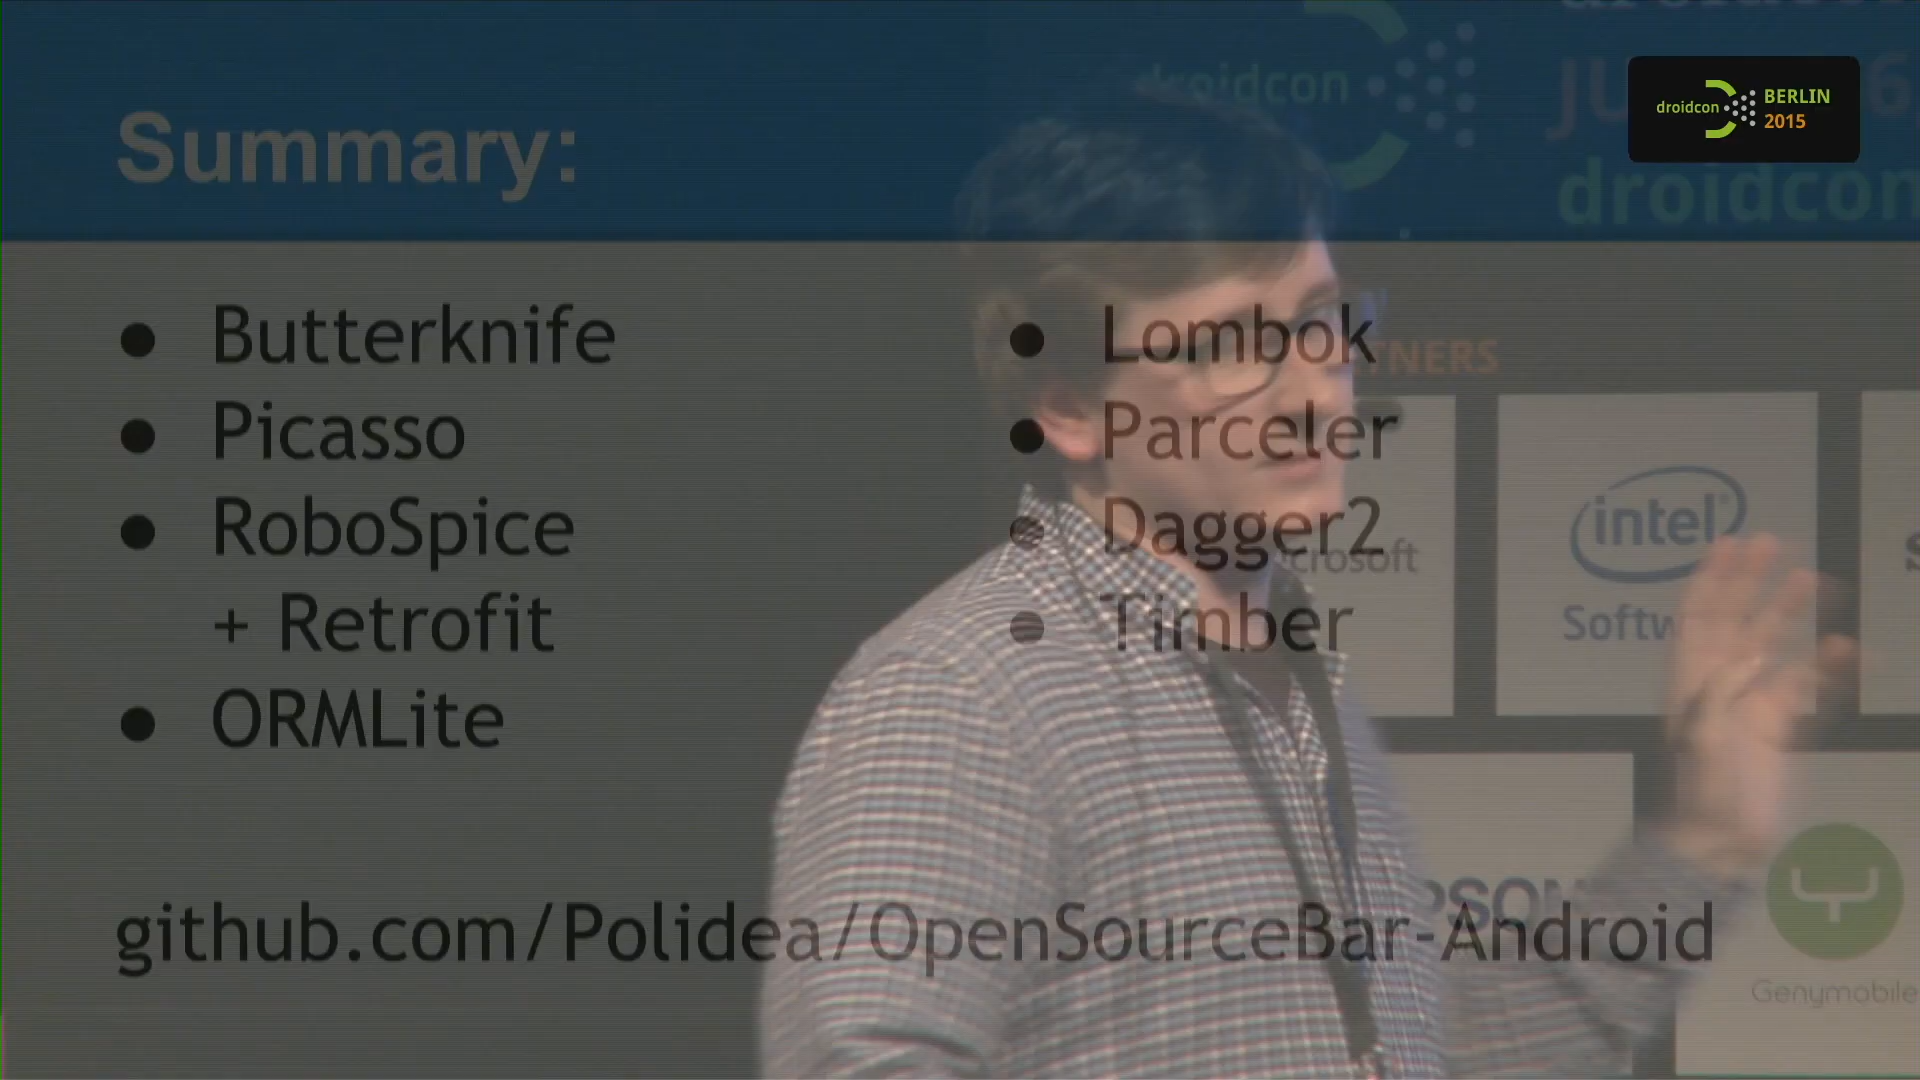 droidcon
BERLIN
2015
droidcon
droidcon
Summary:
• Butterknife
• Picasso
• RoboSpice
+ Retrofit
• ORMLite
• Lombok
• Parceler
• Dagger2
• Timber
intel
Genymobile
github.com/Polidea/OpenSourceBar-Android